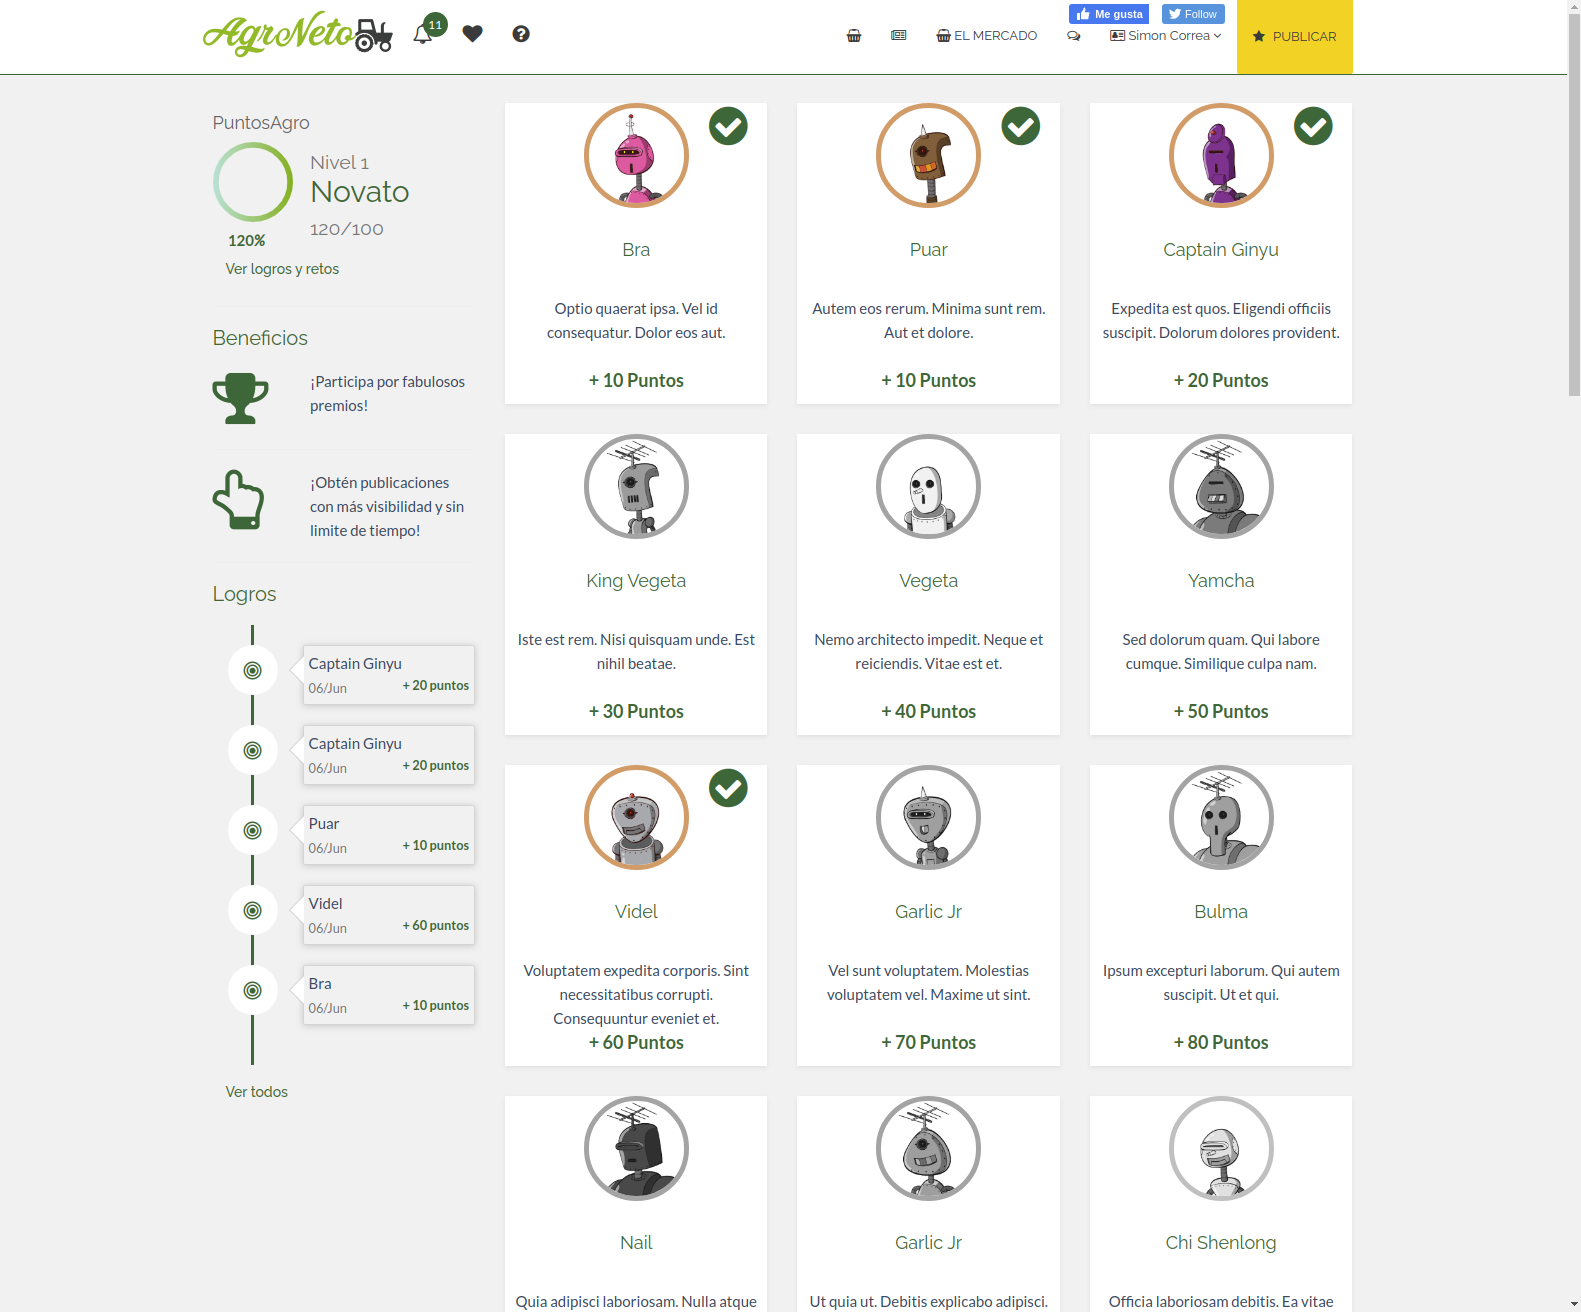 AgroNeto
11
Me gusta
Follow
EL MERCADO
Simon Correa
PUBLICAR
PuntosAgro
Nivel 1
Novato
120/100
120%
Ver logros y retos
Beneficios
¡Participa por fabulosos
premios!
¡Obtén publicaciones
con más visibilidad y sin
limite de tiempo!
Logros
Captain Ginyu
06/Jun
+ 20 puntos
Captain Ginyu
06/Jun
+ 20 puntos
Puar
06/Jun
+ 10 puntos
Videl
06/Jun
+ 60 puntos
Bra
06/Jun
+ 10 puntos
Ver todos
Bra
Optio quaerat ipsa. Vel id
consequatur. Dolor eos aut.
+ 10 Puntos
Puar
Autem eos rerum. Minima sunt rem.
Aut et dolore.
+ 10 Puntos
Captain Ginyu
Expedita est quos. Eligendi officiis
suscipit. Dolorum dolores provident.
+ 20 Puntos
King Vegeta
Iste est rem. Nisi quisquam unde. Est
nihil beatae.
+ 30 Puntos
Vegeta
Nemo architecto impedit. Neque et
reiciendis. Vitae est et.
+ 40 Puntos
Yamcha
Sed dolorum quam. Qui labore
cumque. Similique culpa nam.
+ 50 Puntos
Videl
Voluptatem expedita corporis. Sint
necessitatibus corrupti.
Consequuntur eveniet et.
+ 60 Puntos
Garlic Jr
Vel sunt voluptatem. Molestias
voluptatem vel. Maxime ut sint.
+ 70 Puntos
Bulma
Ipsum excepturi laborum. Qui autem
suscipit. Ut et qui.
+ 80 Puntos
Nail
Quia adipisci laboriosam. Nulla atque
Garlic Jr
Ut quia ut. Debitis explicabo adipisci.
Chi Shenlong
Officia laboriosam debitis. Ea vitae